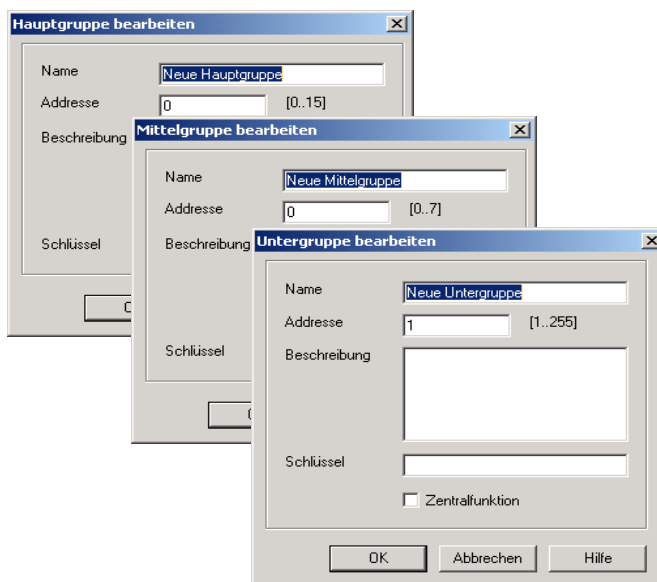 Hauptgruppe bearbeiten
Name Neue Hauptgruppe
Addresse 0 [0..15]
Beschreibung
Schlüssel
Mittelgruppe bearbeiten
Name Neue Mittelgruppe
Addresse 0 [0..7]
Beschreibung
Schlüssel
Untergruppe bearbeiten
Name Neue Untergruppe
Addresse 1 [1..255]
Beschreibung
Schlüssel
Zentralfunktion
OK Abbrechen Hilfe